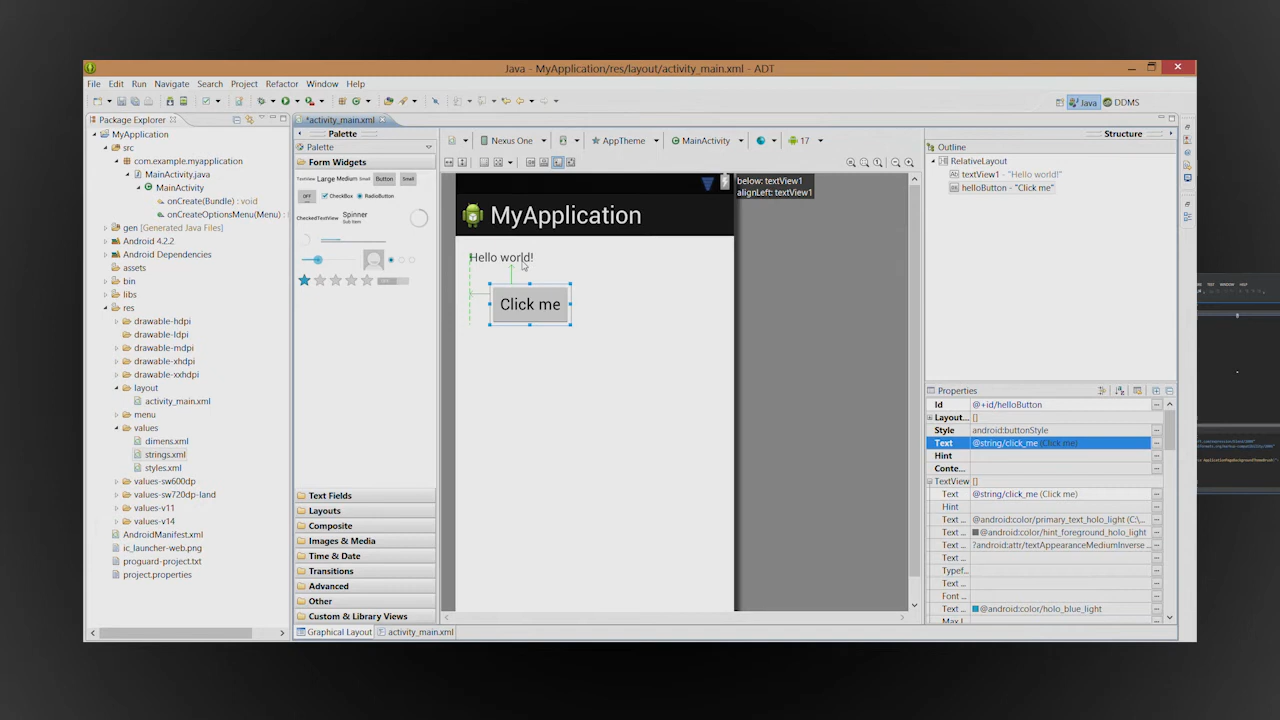 Java - MyApplication/res/layout/activity_main.xml - ADT
File Edit Run Navigate Search Project Refactor Window Help
Java DDMS
Package Explorer
MyApplication
src
com.example.myapplication
MainActivity.java
MainActivity
onCreate(Bundle) : void
onCreateOptionsMenu(Menu) :
gen [Generated Java Files]
Android 4.2.2
Android Dependencies
assets
bin
libs
res
drawable-hdpi
drawable-ldpi
drawable-mdpi
drawable-xhdpi
drawable-xxhdpi
layout
activity_main.xml
menu
values
dimens.xml
strings.xml
styles.xml
values-sw600dp
values-sw720dp-land
values-v11
values-v14
AndroidManifest.xml
ic_launcher-web.png
proguard-project.txt
project.properties
*activity_main.xml
Palette
Palette
Form Widgets
TextView Large Medium Small Button Small
OFF CheckBox RadioButton
CheckedTextView Spinner
Sub Item
Text Fields
Layouts
Composite
Images & Media
Time & Date
Transitions
Advanced
Other
Custom & Library Views
Graphical Layout activity_main.xml
Nexus One AppTheme MainActivity 17
below: textView1
alignLeft: textView1
MyApplication
Hello world!
Click me
Structure
Outline
RelativeLayout
textView1 - "Hello world!"
helloButton - "Click me"
Properties
Id @+id/helloButton
Layout... []
Style android:buttonStyle
Text @string/click_me (Click me)
Hint
Conte...
TextView []
Text @string/click_me (Click me)
Hint
Text ... @android:color/primary_text_holo_light (C:\...
Text ... @android:color/hint_foreground_holo_light
Text ... ?android:attr/textAppearanceMediumInverse
Text ...
Typef...
Text ...
Font ...
Text ... @android:color/holo_blue_light